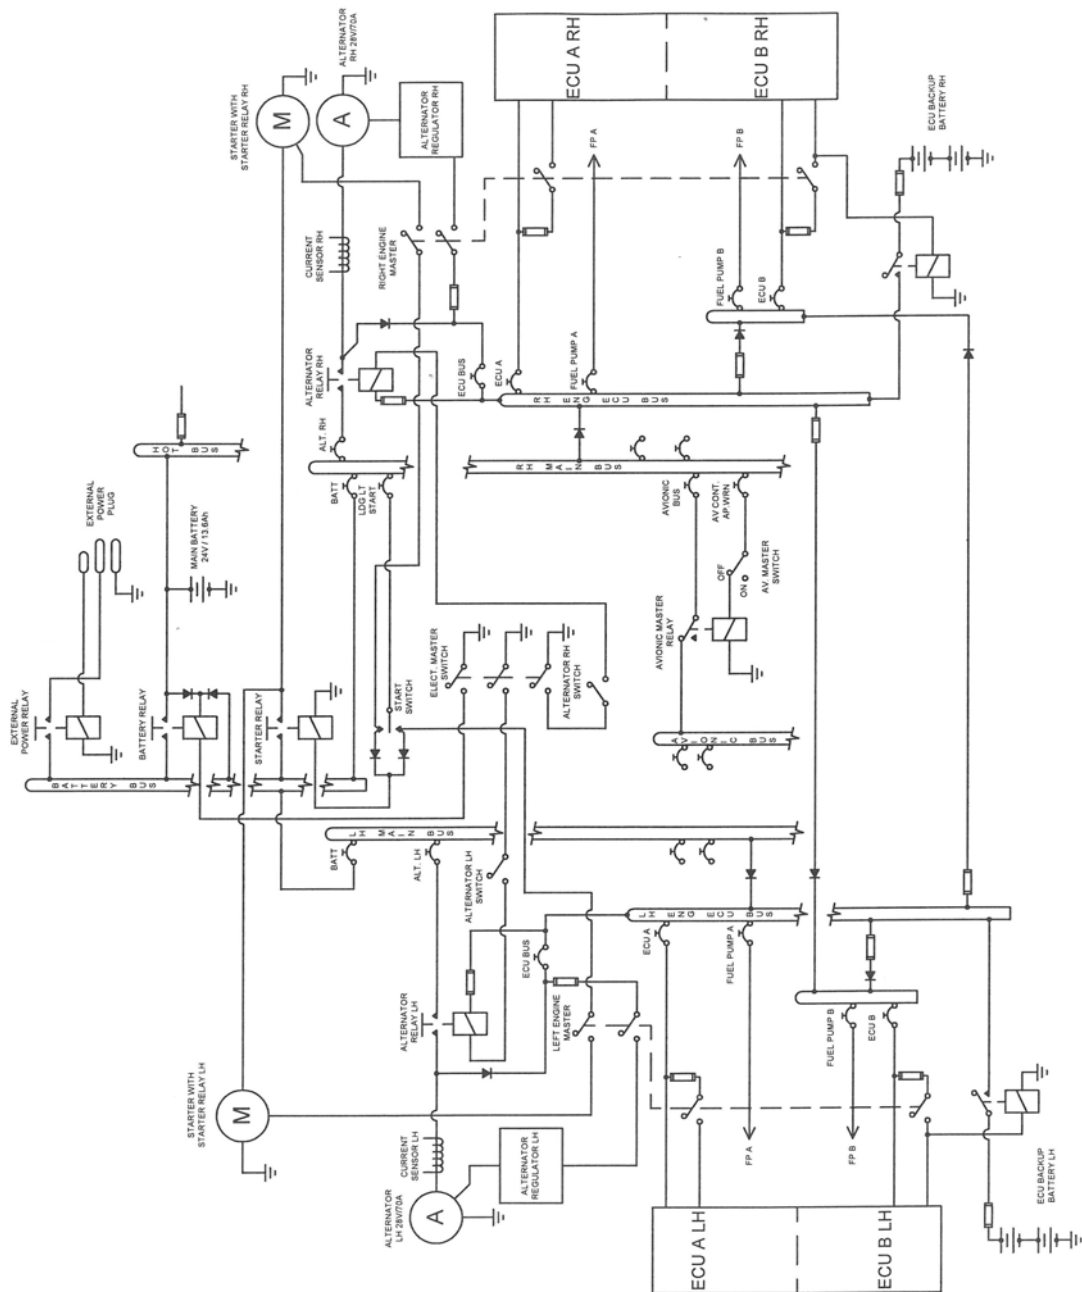 ALTERNATOR
LH 28V/70A
CURRENT
SENSOR LH
ALTERNATOR
REGULATOR LH
A
STARTER WITH
STARTER RELAY LH
M
ALTERNATOR
RELAY LH
LEFT ENGINE
MASTER
ECU BUS
ALTERNATOR LH
SWITCH
ALT. LH
BATT
LH MAIN BUS
ECU A LH
ECU B LH
FP A
FP B
ECU BACKUP
BATTERY LH
ECU A
FUEL PUMP A
FUEL PUMP B
ECU B
LH ENG ECU BUS
EXTERNAL
POWER RELAY
BATTERY RELAY
STARTER RELAY
BATTERY BUS
START
SWITCH
ELECT. MASTER
SWITCH
ALTERNATOR RH
SWITCH
AVIONIC MASTER
RELAY
AVIONIC BUS
EXTERNAL
POWER
PLUG
MAIN BATTERY
24V / 13.6Ah
HOT BUS
BATT
LDG LT
START
ALT. RH
OFF
ON
AV. MASTER
SWITCH
AVIONIC
BUS
AV CONT.
AP.WRN
RH MAIN BUS
ALTERNATOR
RELAY RH
ECU BUS
ECU A
FUEL PUMP A
RH ENG ECU BUS
FUEL PUMP B
ECU B
CURRENT
SENSOR RH
RIGHT ENGINE
MASTER
STARTER WITH
STARTER RELAY RH
M
ALTERNATOR
RH 28V/70A
A
ALTERNATOR
REGULATOR RH
FP A
FP B
ECU A RH
ECU B RH
ECU BACKUP
BATTERY RH